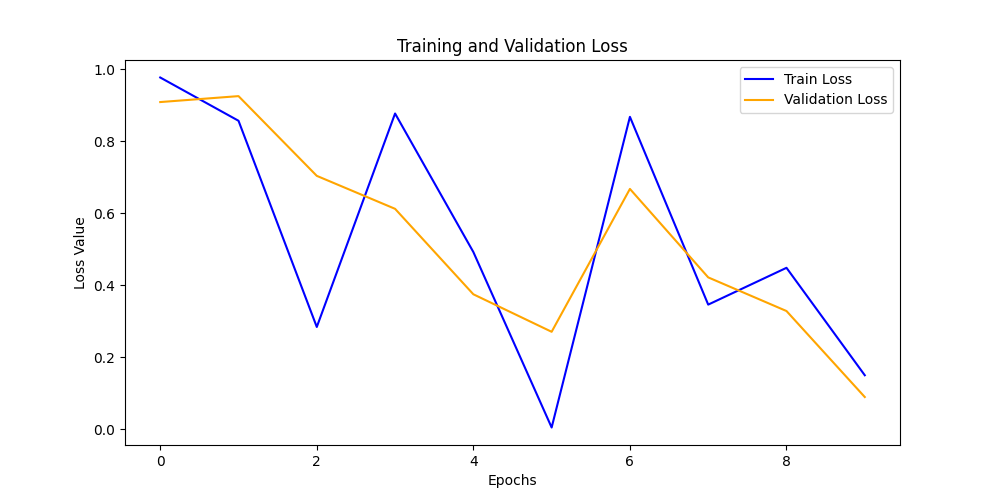 Training and Validation Loss
Train Loss
Validation Loss
1.0
0.8
0.6
0.4
0.2
0.0
Loss Value
0 2 4 6 8
Epochs